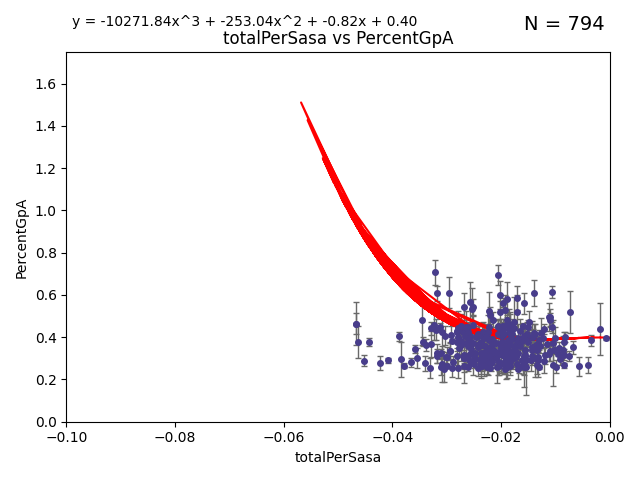 y = -10271.84x^3 + -253.04x^2 + -0.82x + 0.40
N = 794
totalPerSasa vs PercentGpA
1.6
1.4
1.2
1.0
0.8
0.6
0.4
0.2
0.0
PercentGpA
−0.10 −0.08 −0.06 −0.04 −0.02 0.00
totalPerSasa